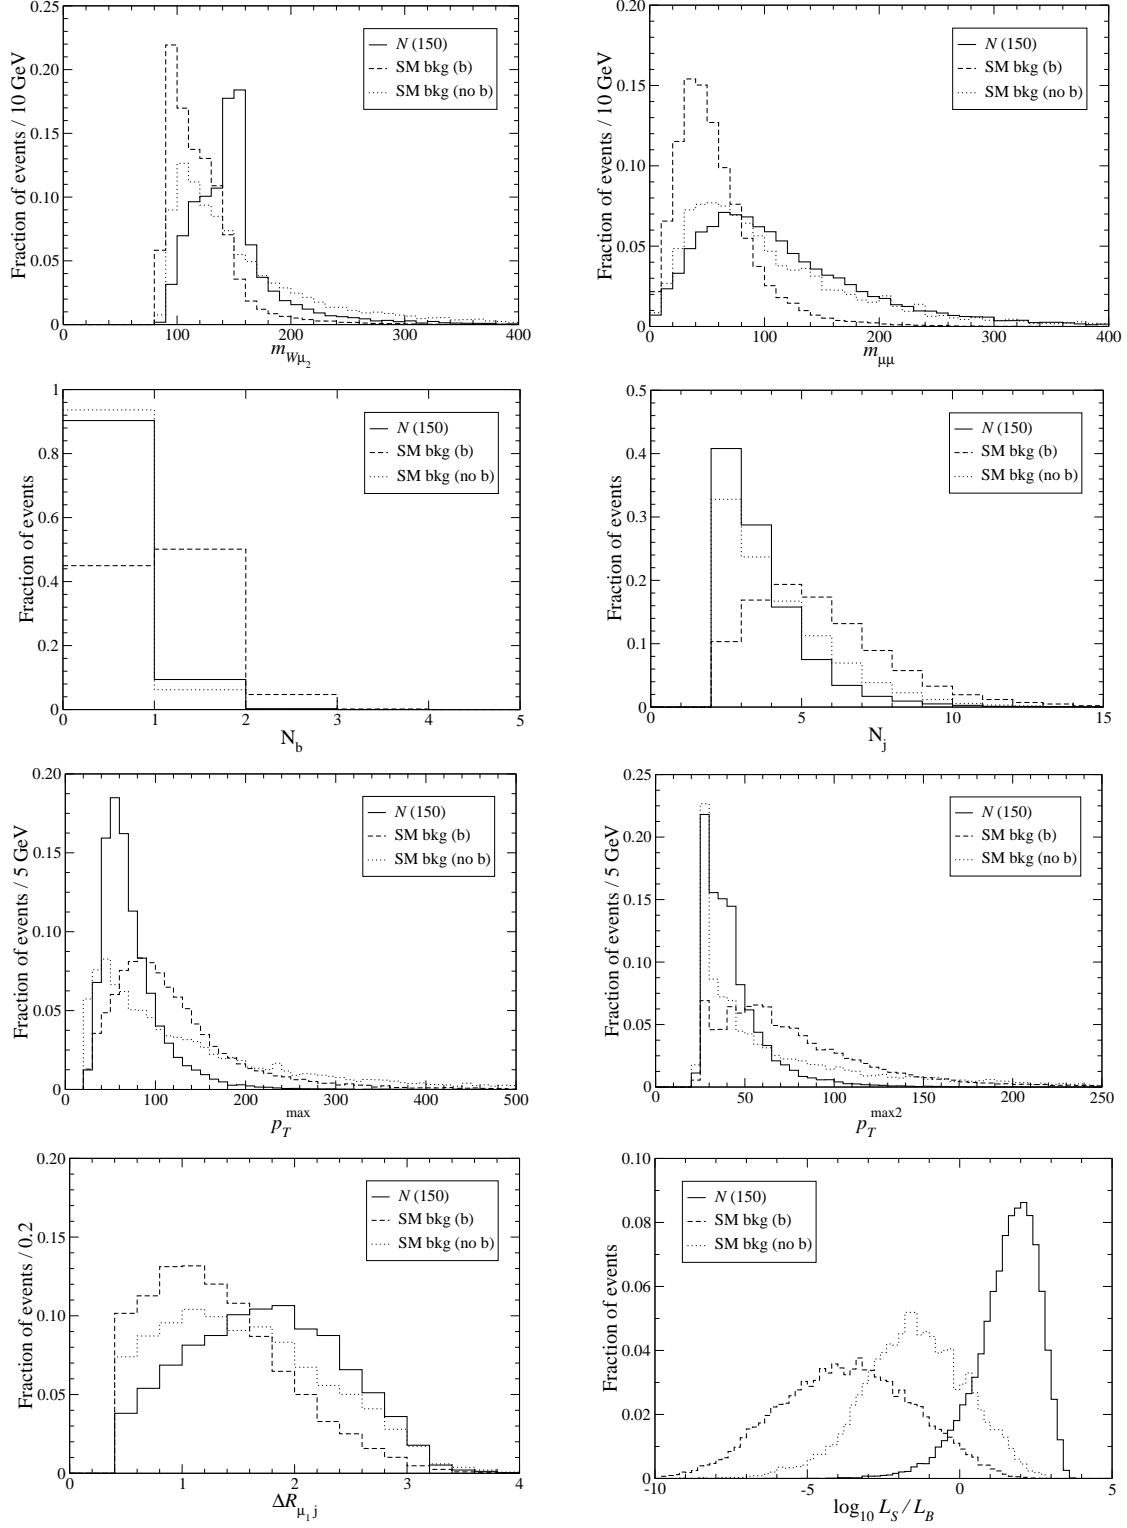 0.25
0.20
0.15
0.10
0.05
0
100
200
300
400
Fraction of events / 10 GeV
m_{Wμ_2}
N (150)
SM bkg (b)
SM bkg (no b)
0.20
0.15
0.10
0.05
0
0
100
200
300
400
Fraction of events / 10 GeV
m_{μμ}
N (150)
SM bkg (b)
SM bkg (no b)
1
0.8
0.6
0.4
0.2
0
0
1
2
3
4
5
Fraction of events
N_b
N (150)
SM bkg (b)
SM bkg (no b)
0.5
0.4
0.3
0.2
0.1
0
0
5
10
15
Fraction of events
N_j
N (150)
SM bkg (b)
SM bkg (no b)
0.20
0.15
0.10
0.05
0
0
100
200
300
400
500
Fraction of events / 5 GeV
p_T^{max}
N (150)
SM bkg (b)
SM bkg (no b)
0.25
0.20
0.15
0.10
0.05
0
0
50
100
150
200
250
Fraction of events / 5 GeV
p_T^{max2}
N (150)
SM bkg (b)
SM bkg (no b)
0.20
0.15
0.10
0.05
0
0
1
2
3
4
Fraction of events / 0.2
ΔR_{μ_1 j}
N (150)
SM bkg (b)
SM bkg (no b)
0.10
0.08
0.06
0.04
0.02
0
-10
-5
0
5
Fraction of events
log_{10} L_S / L_B
N (150)
SM bkg (b)
SM bkg (no b)